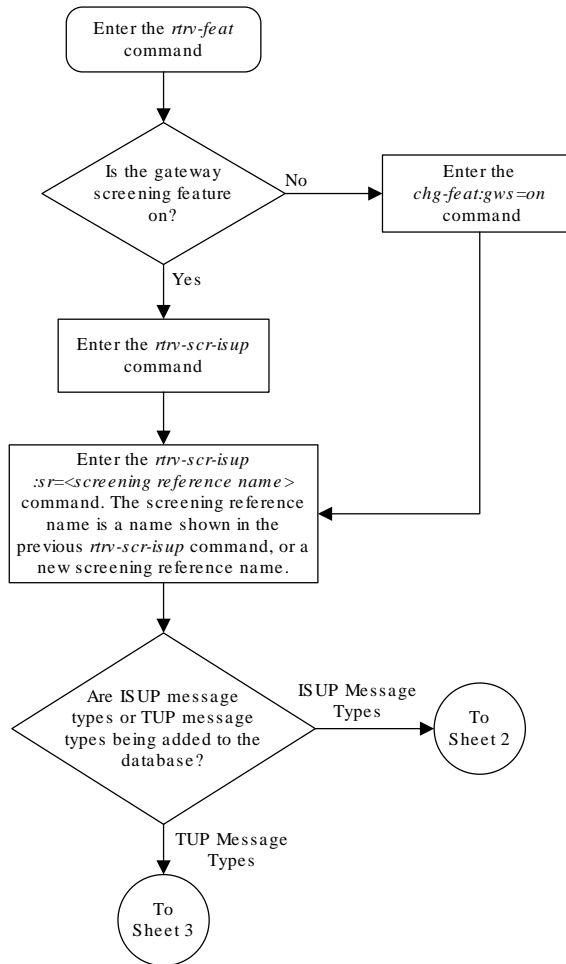 Enter the rtrv-feat
command
Is the gateway
screening feature
on?
No
Enter the
chg-feat:gws=on
command
Yes
Enter the rtrv-scr-isup
command
Enter the rtrv-scr-isup
:sr=<screening reference name>
command. The screening reference
name is a name shown in the
previous rtrv-scr-isup command, or a
new screening reference name.
Are ISUP message
types or TUP message
types being added to the
database?
ISUP Message
Types
To
Sheet 2
TUP Message
Types
To
Sheet 3